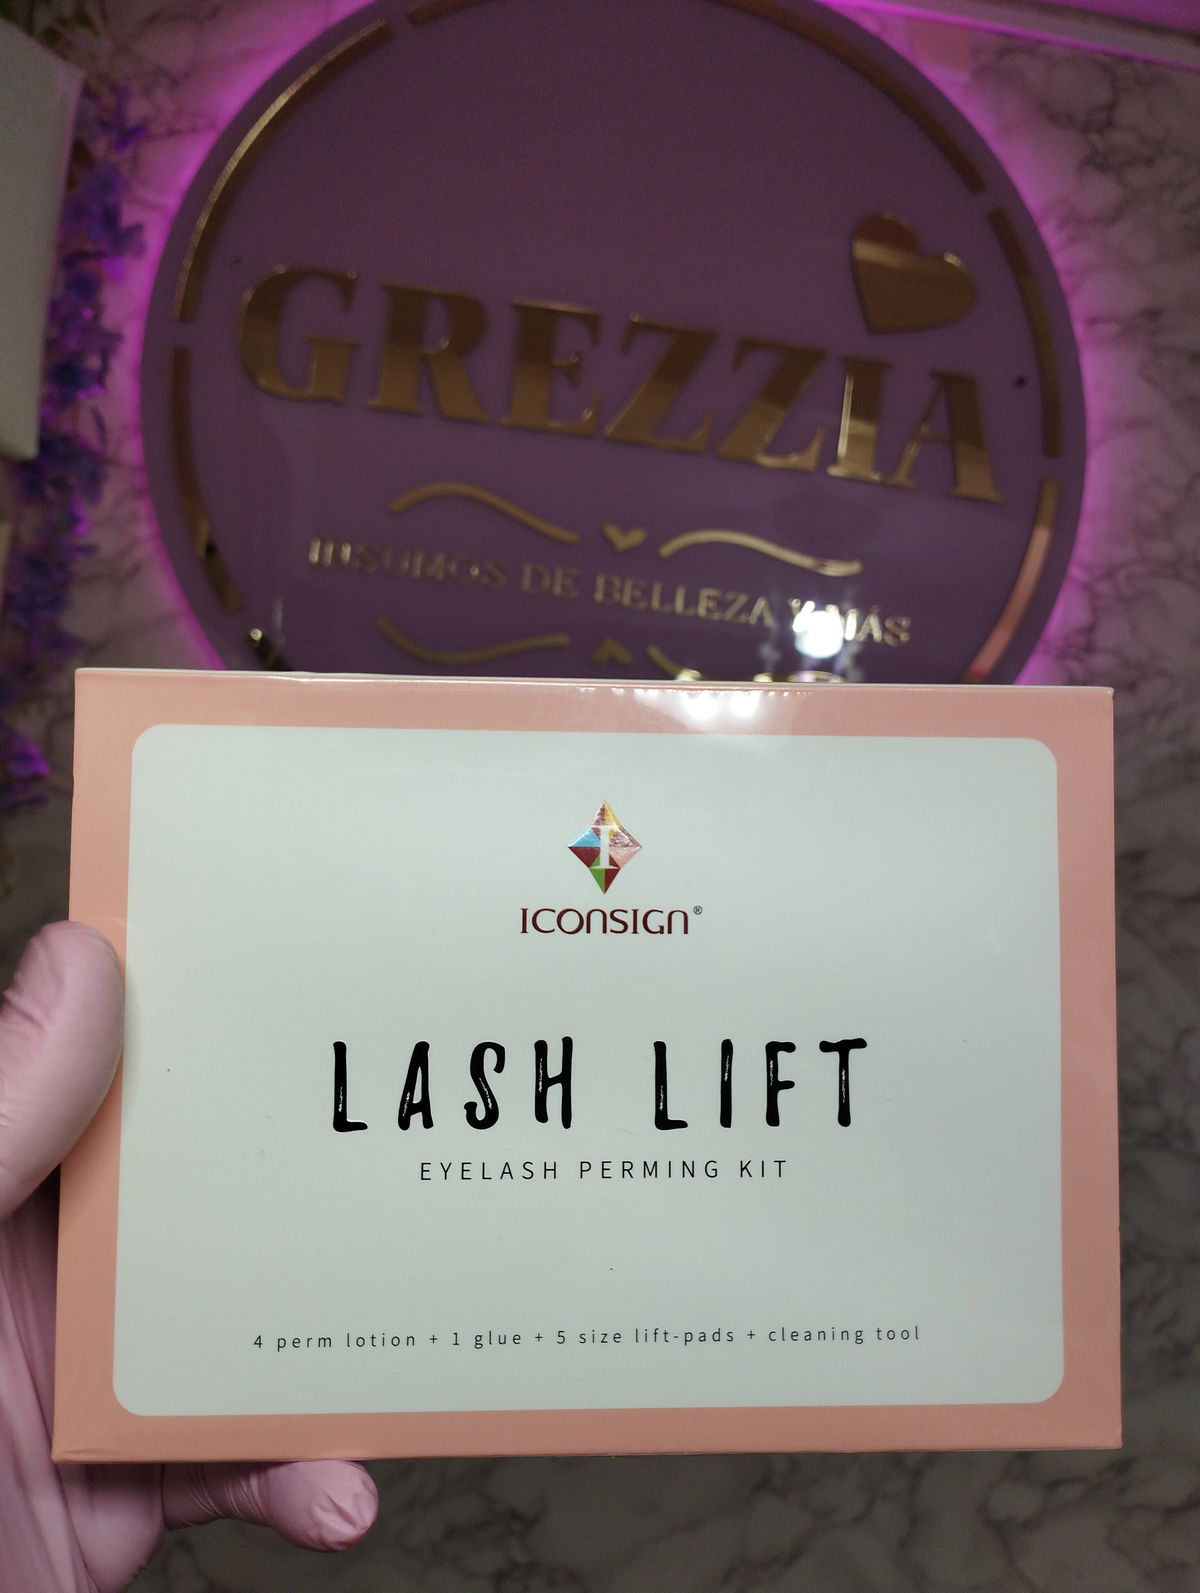 GREZZIA
INSUMOS DE BELLEZA Y MÁS
I
ICONSIGN®
LASH LIFT
EYELASH PERMING KIT
4 perm lotion + 1 glue + 5 size lift-pads + cleaning tool